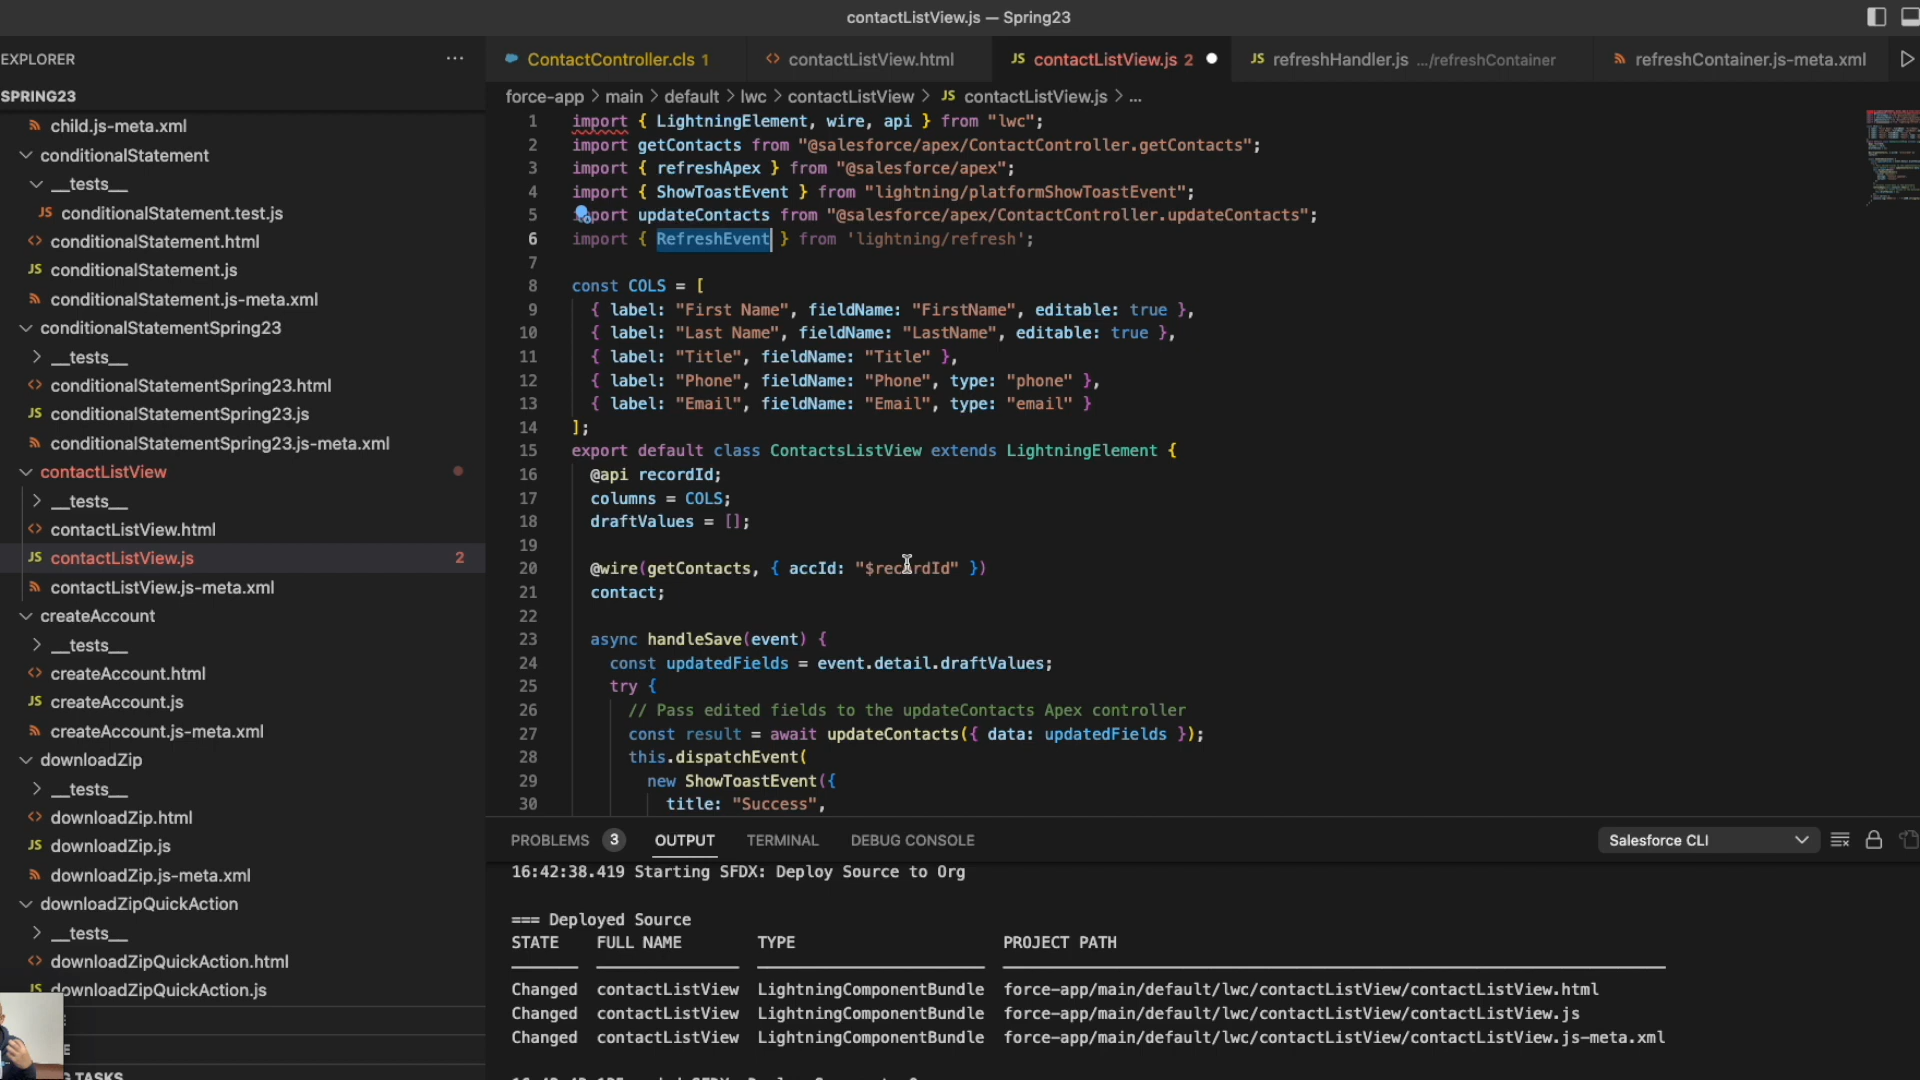 contactListView.js — Spring23
EXPLORER
SPRING23
child.js-meta.xml
conditionalStatement
__tests__
conditionalStatement.test.js
conditionalStatement.html
conditionalStatement.js
conditionalStatement.js-meta.xml
conditionalStatementSpring23
__tests__
conditionalStatementSpring23.html
conditionalStatementSpring23.js
conditionalStatementSpring23.js-meta.xml
contactListView
__tests__
contactListView.html
contactListView.js 2
contactListView.js-meta.xml
createAccount
__tests__
createAccount.html
createAccount.js
createAccount.js-meta.xml
downloadZip
__tests__
downloadZip.html
downloadZip.js
downloadZip.js-meta.xml
downloadZipQuickAction
__tests__
downloadZipQuickAction.html
downloadZipQuickAction.js
ContactController.cls 1 contactListView.html JS contactListView.js 2 JS refreshHandler.js .../refreshContainer refreshContainer.js-meta.xml
force-app > main > default > lwc > contactListView > JS contactListView.js > ...
1 import { LightningElement, wire, api } from "lwc";
2 import getContacts from "@salesforce/apex/ContactController.getContacts";
3 import { refreshApex } from "@salesforce/apex";
4 import { ShowToastEvent } from "lightning/platformShowToastEvent";
5 import updateContacts from "@salesforce/apex/ContactController.updateContacts";
6 import { RefreshEvent } from 'lightning/refresh';
7
8 const COLS = [
9 { label: "First Name", fieldName: "FirstName", editable: true },
10 { label: "Last Name", fieldName: "LastName", editable: true },
11 { label: "Title", fieldName: "Title" },
12 { label: "Phone", fieldName: "Phone", type: "phone" },
13 { label: "Email", fieldName: "Email", type: "email" }
14 ];
15 export default class ContactsListView extends LightningElement {
16 @api recordId;
17 columns = COLS;
18 draftValues = [];
19
20 @wire(getContacts, { accId: "$recordId" })
21 contact;
22
23 async handleSave(event) {
24 const updatedFields = event.detail.draftValues;
25 try {
26 // Pass edited fields to the updateContacts Apex controller
27 const result = await updateContacts({ data: updatedFields });
28 this.dispatchEvent(
29 new ShowToastEvent({
30 title: "Success",
PROBLEMS 3 OUTPUT TERMINAL DEBUG CONSOLE Salesforce CLI
16:42:38.419 Starting SFDX: Deploy Source to Org
=== Deployed Source
STATE FULL NAME TYPE PROJECT PATH
Changed contactListView LightningComponentBundle force-app/main/default/lwc/contactListView/contactListView.html
Changed contactListView LightningComponentBundle force-app/main/default/lwc/contactListView/contactListView.js
Changed contactListView LightningComponentBundle force-app/main/default/lwc/contactListView/contactListView.js-meta.xml